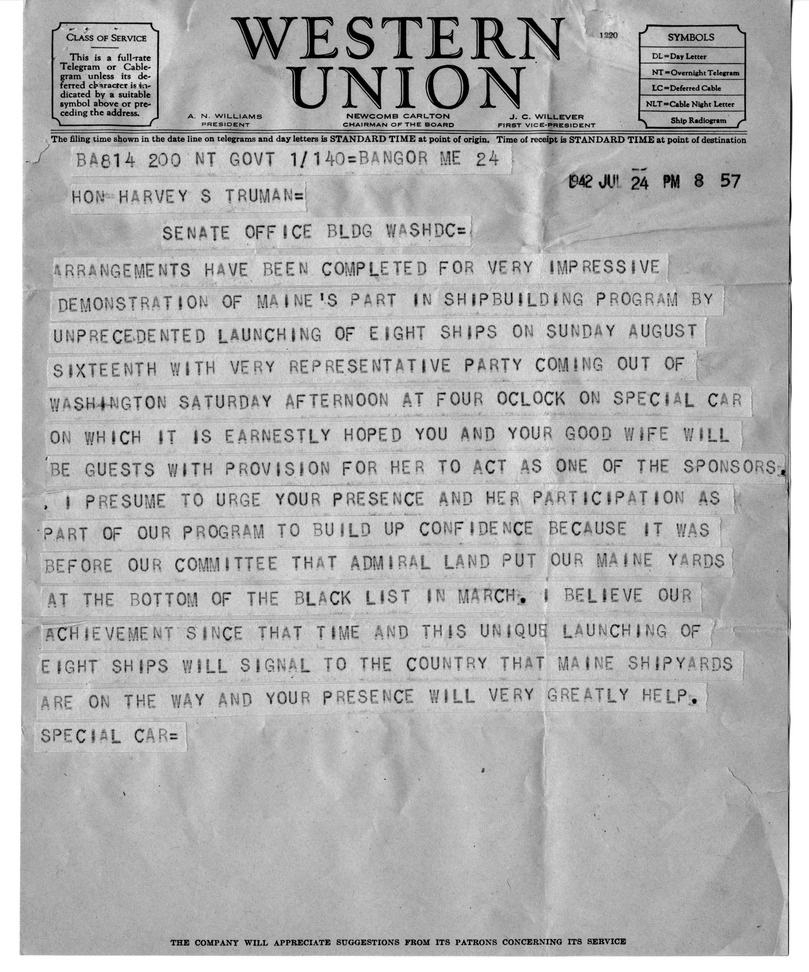 CLASS OF SERVICE
This is a full-rate
Telegram or Cable-
gram unless its de-
ferred character is in-
dicated by a suitable
symbol above or pre-
ceding the address.
WESTERN
UNION
1220
A. N. WILLIAMS
PRESIDENT
NEWCOMB CARLTON
CHAIRMAN OF THE BOARD
J. C. WILLEVER
FIRST VICE-PRESIDENT
SYMBOLS
DL=Day Letter
NT=Overnight Telegram
LC=Deferred Cable
NLT=Cable Night Letter
Ship Radiogram
The filing time shown in the date line on telegrams and day letters is STANDARD TIME at point of origin. Time of receipt is STANDARD TIME at point of destination
BA814 200 NT GOVT 1/140=BANGOR ME 24
1942 JUL 24 PM 8 57
HON HARVEY S TRUMAN=
SENATE OFFICE BLDG WASHDC=
ARRANGEMENTS HAVE BEEN COMPLETED FOR VERY IMPRESSIVE
DEMONSTRATION OF MAINE'S PART IN SHIPBUILDING PROGRAM BY
UNPRECEDENTED LAUNCHING OF EIGHT SHIPS ON SUNDAY AUGUST
SIXTEENTH WITH VERY REPRESENTATIVE PARTY COMING OUT OF
WASHINGTON SATURDAY AFTERNOON AT FOUR OCLOCK ON SPECIAL CAR
ON WHICH IT IS EARNESTLY HOPED YOU AND YOUR GOOD WIFE WILL
BE GUESTS WITH PROVISION FOR HER TO ACT AS ONE OF THE SPONSORS.
. I PRESUME TO URGE YOUR PRESENCE AND HER PARTICIPATION AS
PART OF OUR PROGRAM TO BUILD UP CONFIDENCE BECAUSE IT WAS
BEFORE OUR COMMITTEE THAT ADMIRAL LAND PUT OUR MAINE YARDS
AT THE BOTTOM OF THE BLACK LIST IN MARCH. I BELIEVE OUR
ACHIEVEMENT SINCE THAT TIME AND THIS UNIQUE LAUNCHING OF
EIGHT SHIPS WILL SIGNAL TO THE COUNTRY THAT MAINE SHIPYARDS
ARE ON THE WAY AND YOUR PRESENCE WILL VERY GREATLY HELP.
SPECIAL CAR=
THE COMPANY WILL APPRECIATE SUGGESTIONS FROM ITS PATRONS CONCERNING ITS SERVICE